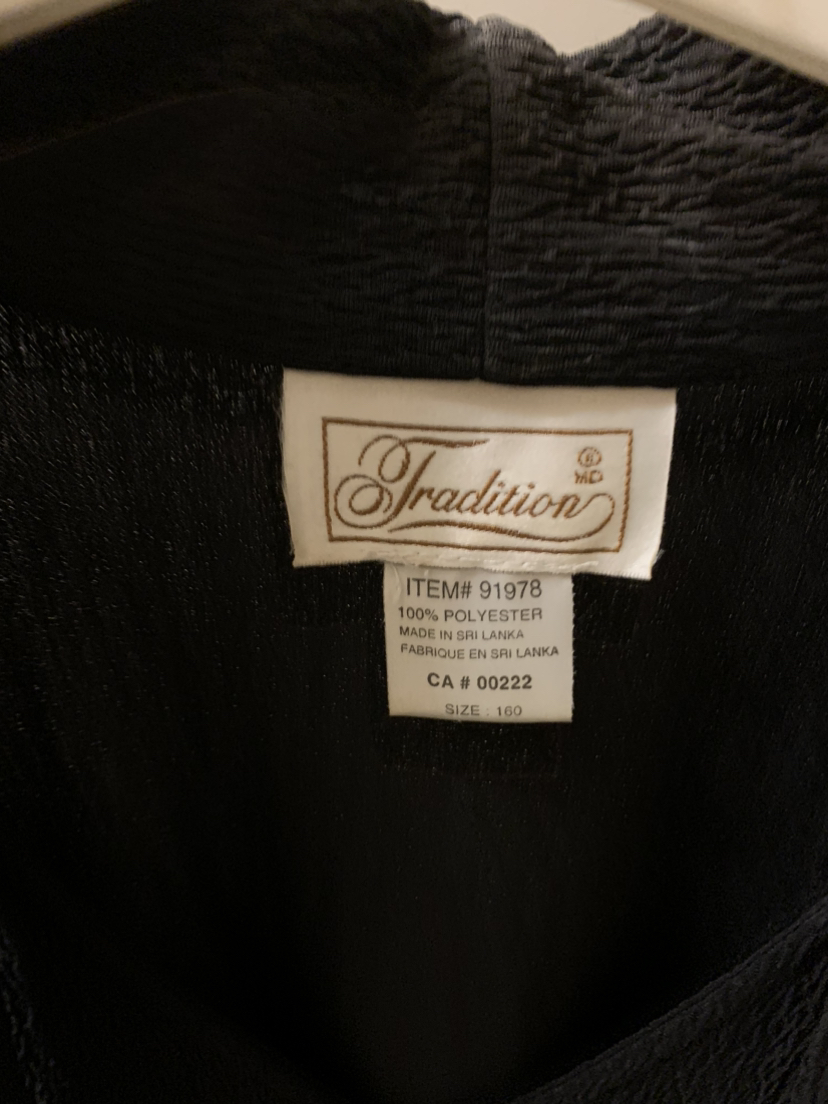 Tradition ® MD
ITEM# 91978
100% POLYESTER
MADE IN SRI LANKA
FABRIQUE EN SRI LANKA
CA # 00222
SIZE : 160